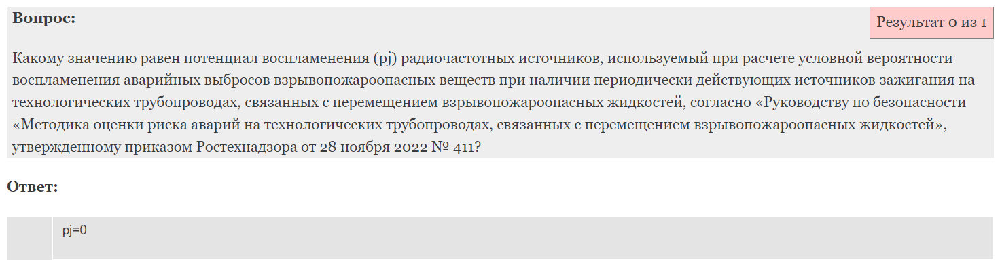 Вопрос:
Результат 0 из 1
Какому значению равен потенциал воспламенения (pj) радиочастотных источников, используемый при расчете условной вероятности
воспламенения аварийных выбросов взрывопожароопасных веществ при наличии периодически действующих источников зажигания на
технологических трубопроводах, связанных с перемещением взрывопожароопасных жидкостей, согласно «Руководству по безопасности
«Методика оценки риска аварий на технологических трубопроводах, связанных с перемещением взрывопожароопасных жидкостей»,
утвержденному приказом Ростехнадзора от 28 ноября 2022 № 411?
Ответ:
pj=0